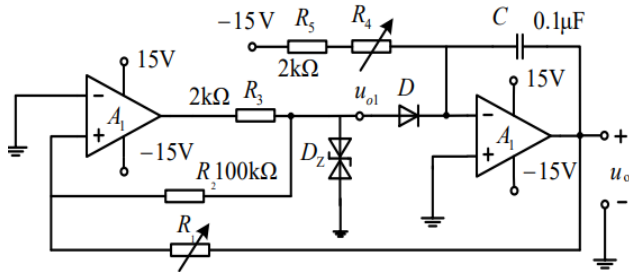 −15V R5 R4 C 0.1μF
2kΩ
15V 2kΩ R3 uo1 D 15V
− A1 +
−15V DZ
− A1 +
−15V + uo −
R2 100kΩ
R1